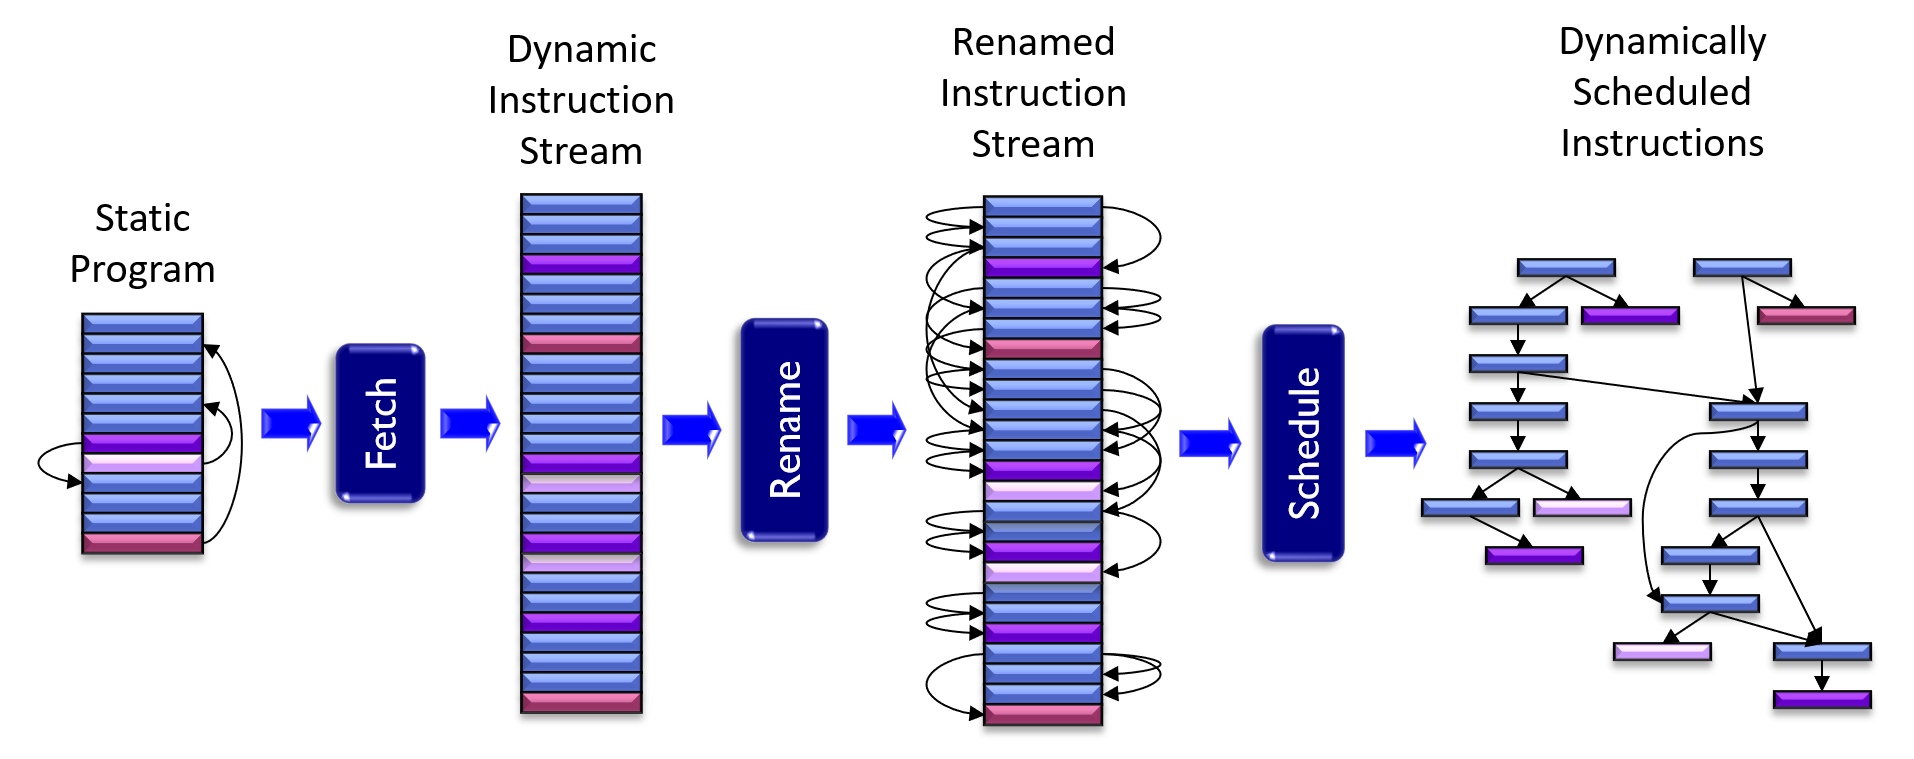 Static
Program
Fetch
Dynamic
Instruction
Stream
Rename
Renamed
Instruction
Stream
Schedule
Dynamically
Scheduled
Instructions